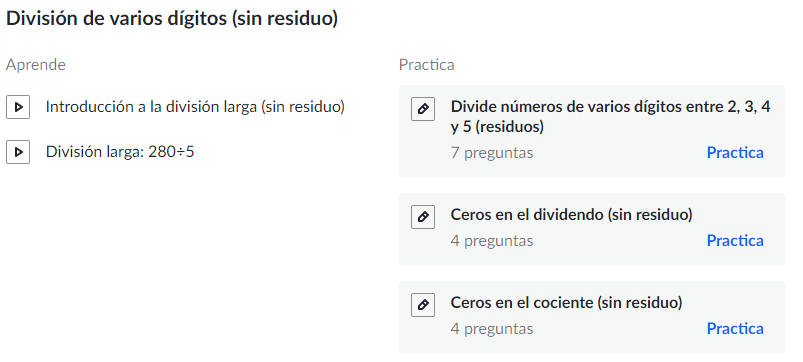 División de varios dígitos (sin residuo)
Aprende
Introducción a la división larga (sin residuo)
División larga: 280÷5
Practica
Divide números de varios dígitos entre 2, 3, 4
y 5 (residuos)
7 preguntas
Practica
Ceros en el dividendo (sin residuo)
4 preguntas
Practica
Ceros en el cociente (sin residuo)
4 preguntas
Practica